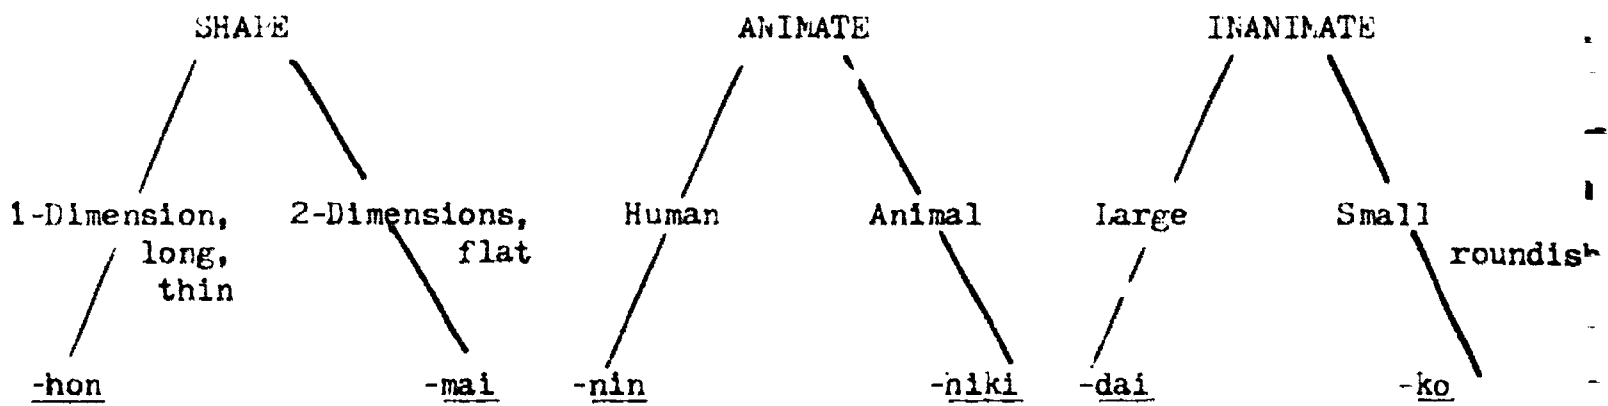 SHAPE ANIMATE INANIMATE
1-Dimension, 2-Dimensions, Human Animal Large Small
long, flat roundish
thin
-hon -mai -nin -hiki -dai -ko